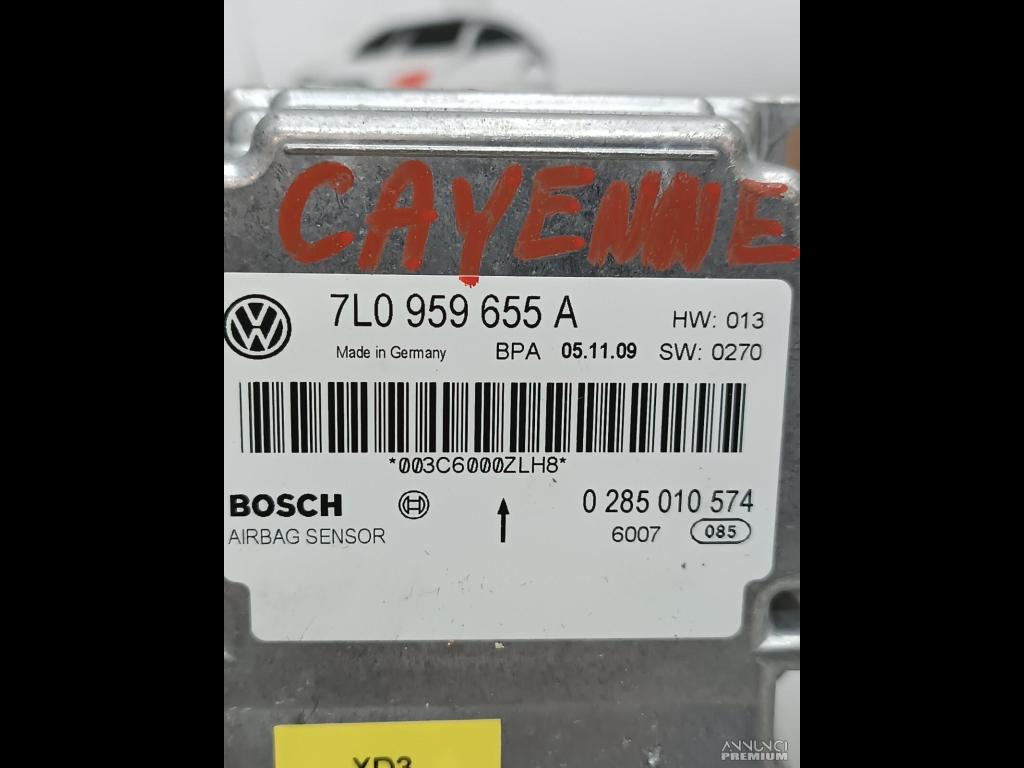 CAYENNE
7L0 959 655 A
HW: 013
Made in Germany BPA 05.11.09 SW: 0270
*003C6000ZLH8*
BOSCH 0 285 010 574
AIRBAG SENSOR 6007 085
XD3
ANNUNCI
PREMIUM